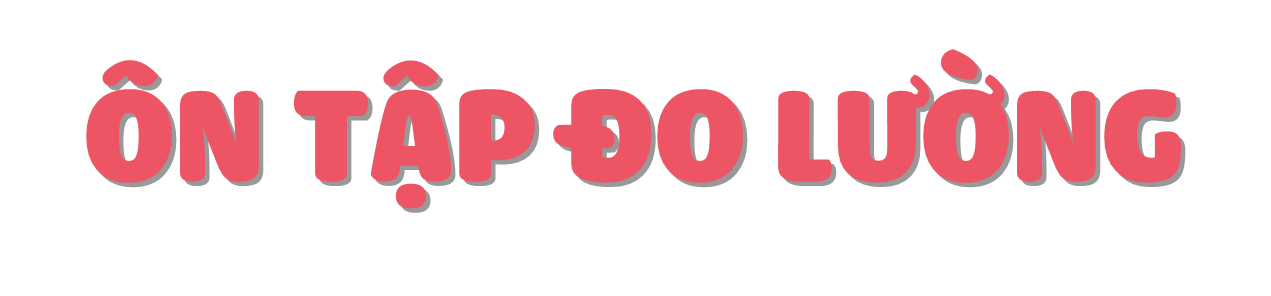 ÔN TẬP ĐO LƯỜNG